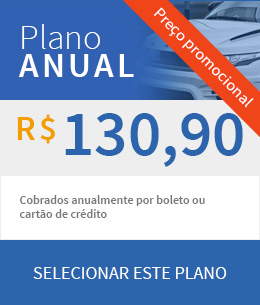 Plano
ANUAL
Preço promocional
R$ 130,90
Cobrados anualmente por boleto ou
cartão de crédito
SELECIONAR ESTE PLANO